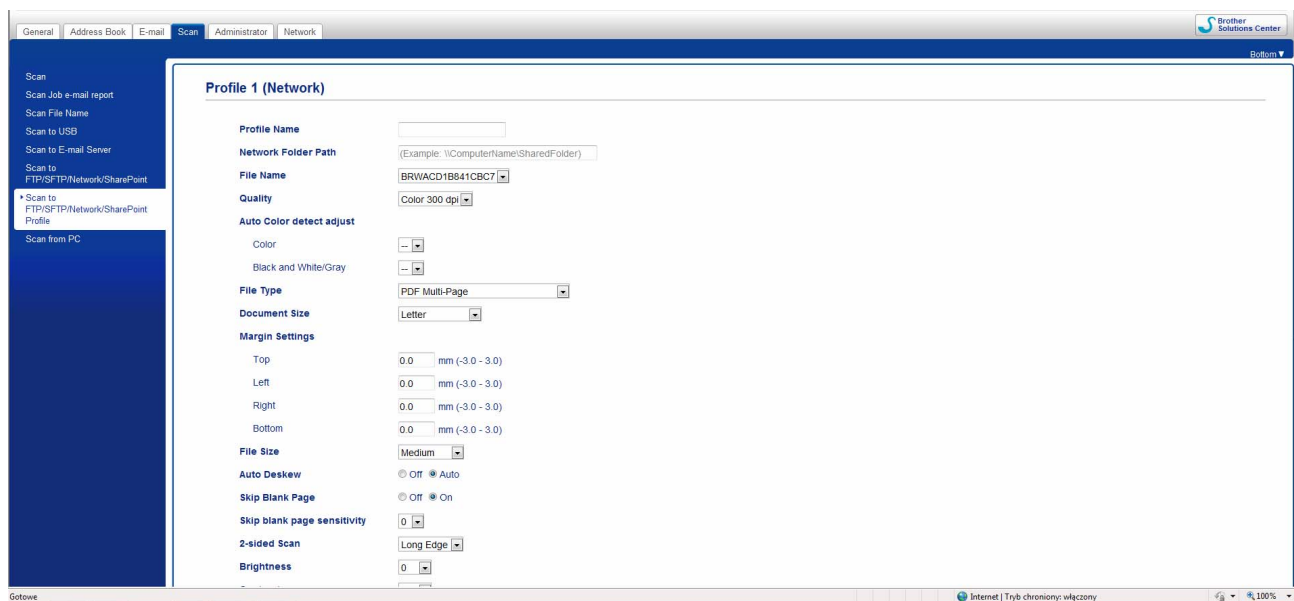 General Address Book E-mail Scan Administrator Network
Brother
Solutions Center
Bottom▼
Scan
Scan Job e-mail report
Scan File Name
Scan to USB
Scan to E-mail Server
Scan to
FTP/SFTP/Network/SharePoint
Scan to
FTP/SFTP/Network/SharePoint
Profile
Scan from PC
Profile 1 (Network)
Profile Name
Network Folder Path (Example: \\ComputerName\SharedFolder)
File Name BRWACD1B841CBC7
Quality Color 300 dpi
Auto Color detect adjust
Color --
Black and White/Gray --
File Type PDF Multi-Page
Document Size Letter
Margin Settings
Top 0.0 mm (-3.0 - 3.0)
Left 0.0 mm (-3.0 - 3.0)
Right 0.0 mm (-3.0 - 3.0)
Bottom 0.0 mm (-3.0 - 3.0)
File Size Medium
Auto Deskew Off Auto
Skip Blank Page Off On
Skip blank page sensitivity 0
2-sided Scan Long Edge
Brightness 0
Gotowe Internet | Tryb chroniony: włączony 100%